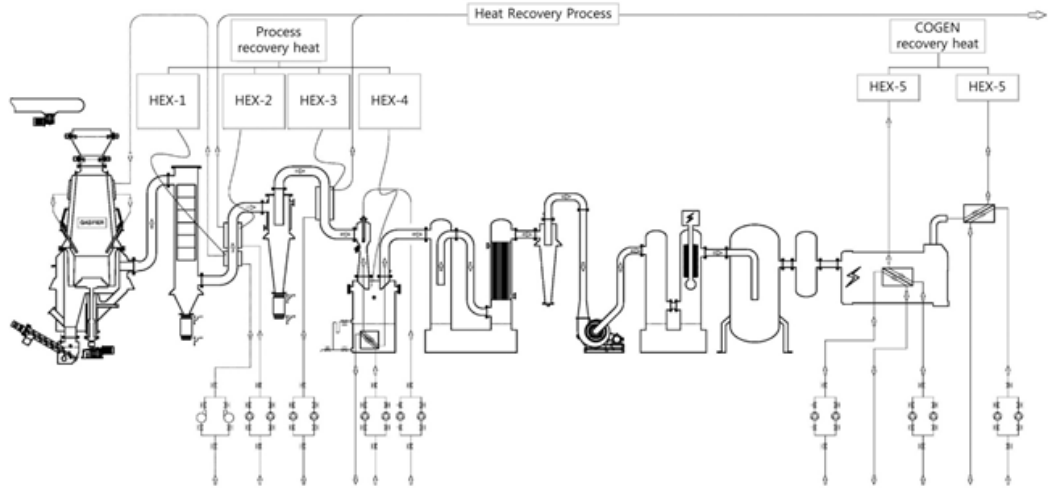 Heat Recovery Process
Process
recovery heat
COGEN
recovery heat
HEX-1
HEX-2
HEX-3
HEX-4
HEX-5
HEX-5
GASIFIER